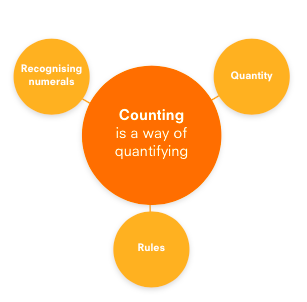 Recognising
numerals
Quantity
Counting
is a way of
quantifying
Rules